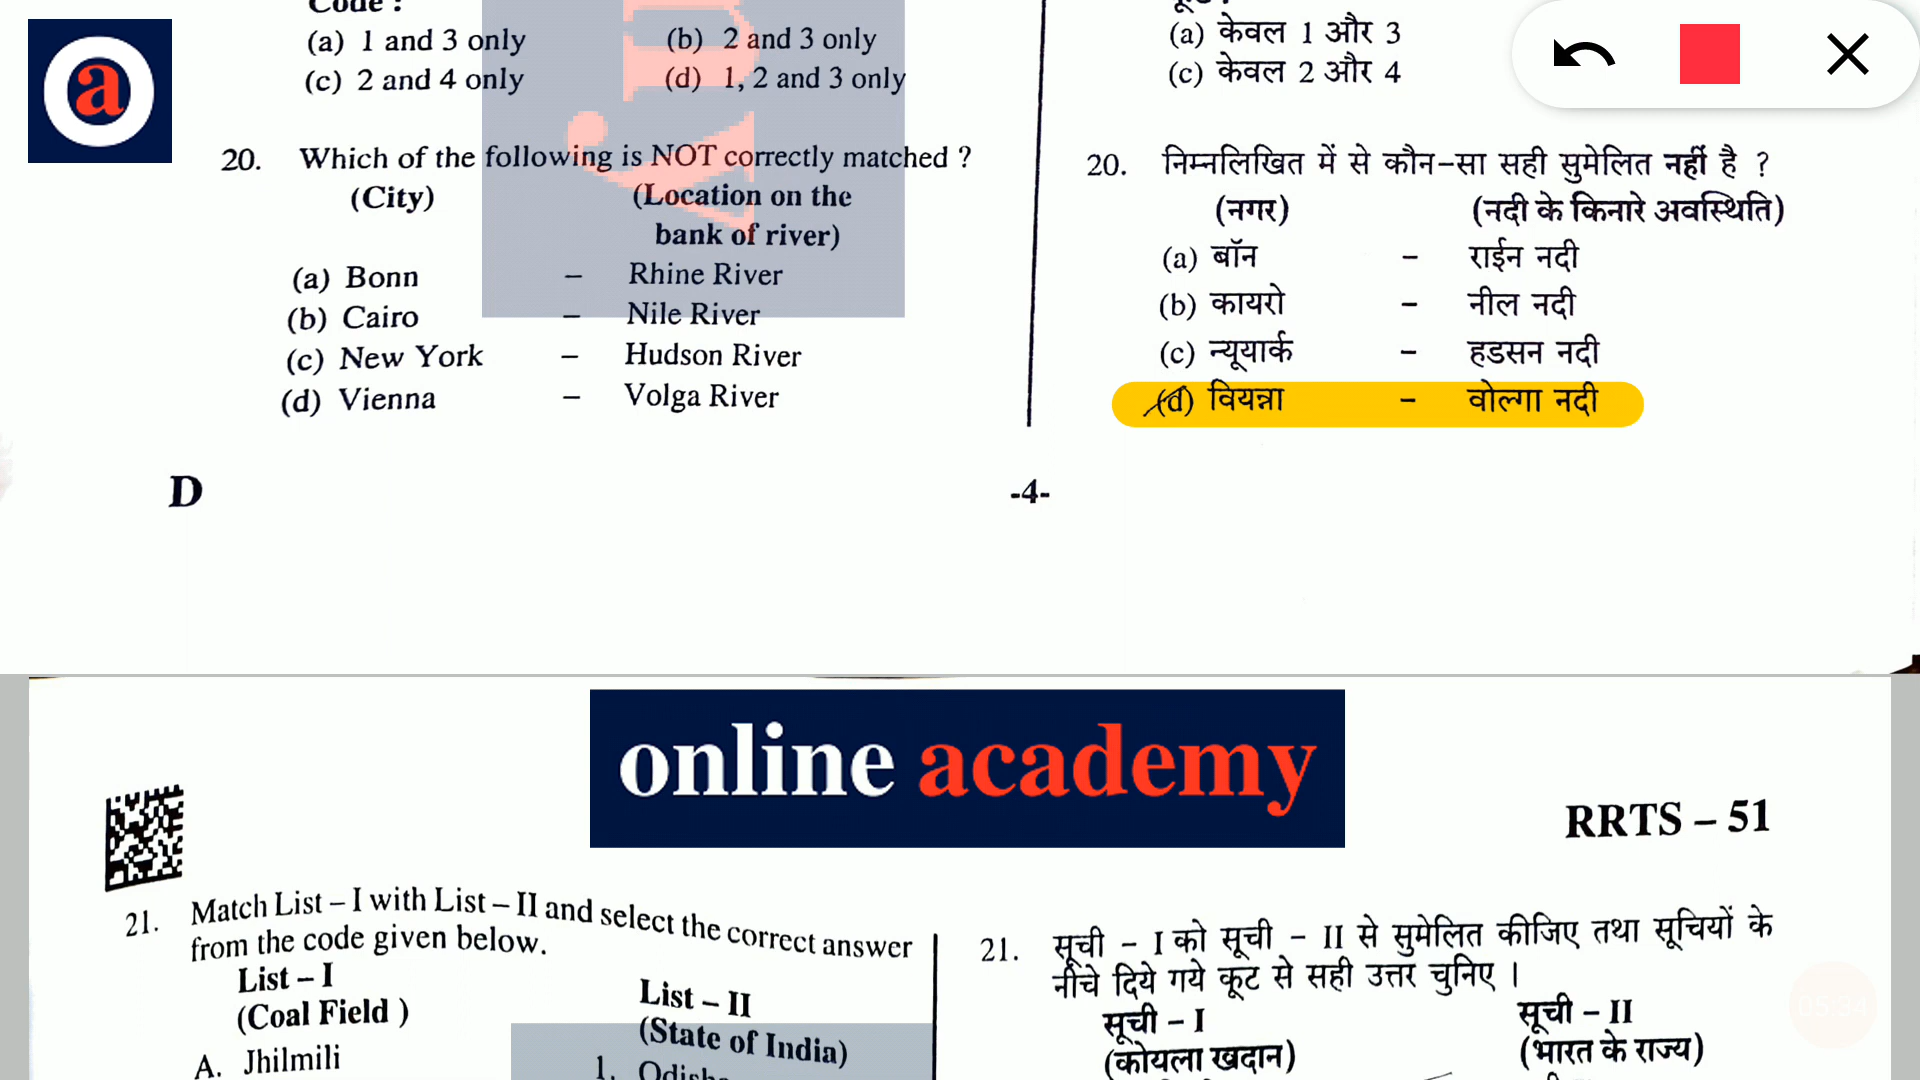 a
Code :
(a) 1 and 3 only (b) 2 and 3 only
(c) 2 and 4 only (d) 1, 2 and 3 only
20. Which of the following is NOT correctly matched ?
(City) (Location on the
bank of river)
(a) Bonn – Rhine River
(b) Cairo – Nile River
(c) New York – Hudson River
(d) Vienna – Volga River
(a) केवल 1 और 3
(c) केवल 2 और 4
20. निम्नलिखित में से कौन-सा सही सुमेलित नहीं है ?
(नगर) (नदी के किनारे अवस्थिति)
(a) बॉन – राईन नदी
(b) कायरो – नील नदी
(c) न्यूयार्क – हडसन नदी
(d) वियन्ना – वोल्गा नदी
D -4-
online academy
RRTS – 51
21. Match List – I with List – II and select the correct answer
from the code given below.
List – I List – II
(Coal Field ) (State of India)
A. Jhilmili 1.
21. सूची – I को सूची – II से सुमेलित कीजिए तथा सूचियों के
नीचे दिये गये कूट से सही उत्तर चुनिए ।
सूची – I सूची – II
(कोयला खदान) (भारत के राज्य)
05:34